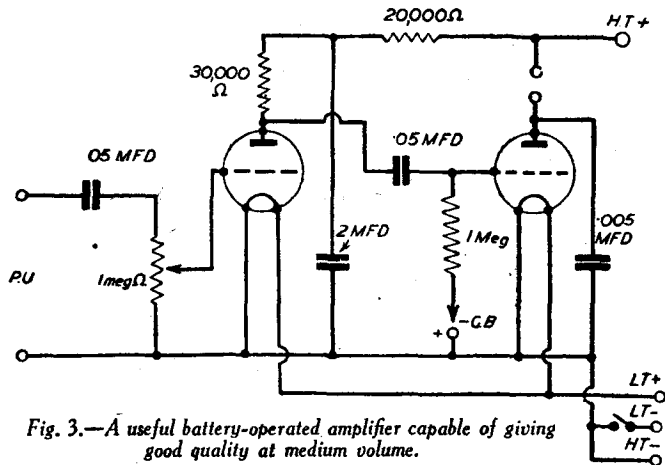 20,000Ω
HT+
30,000
Ω
.05 MFD
.05 MFD
.005
MFD
2 MFD
1 Meg
P.U
1megΩ
-G.B
+
LT+
LT-
HT-
Fig. 3.—A useful battery-operated amplifier capable of giving
good quality at medium volume.